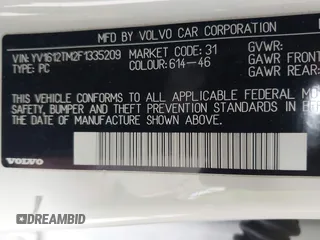 MFD BY VOLVO CAR CORPORATION
VIN: YV1612TM2F1335209 MARKET CODE: 31 GVWR:
TYPE: PC COLOUR: 614-46 GAWR FRONT:
GAWR REAR:
THIS VEHICLE CONFORMS TO ALL APPLICABLE FEDERAL MO
SAFETY, BUMPER, AND THEFT PREVENTION STANDARDS IN E
THE DATE OF MANUFACTURE SHOWN ABOVE.
VOLVO
DREAMBID